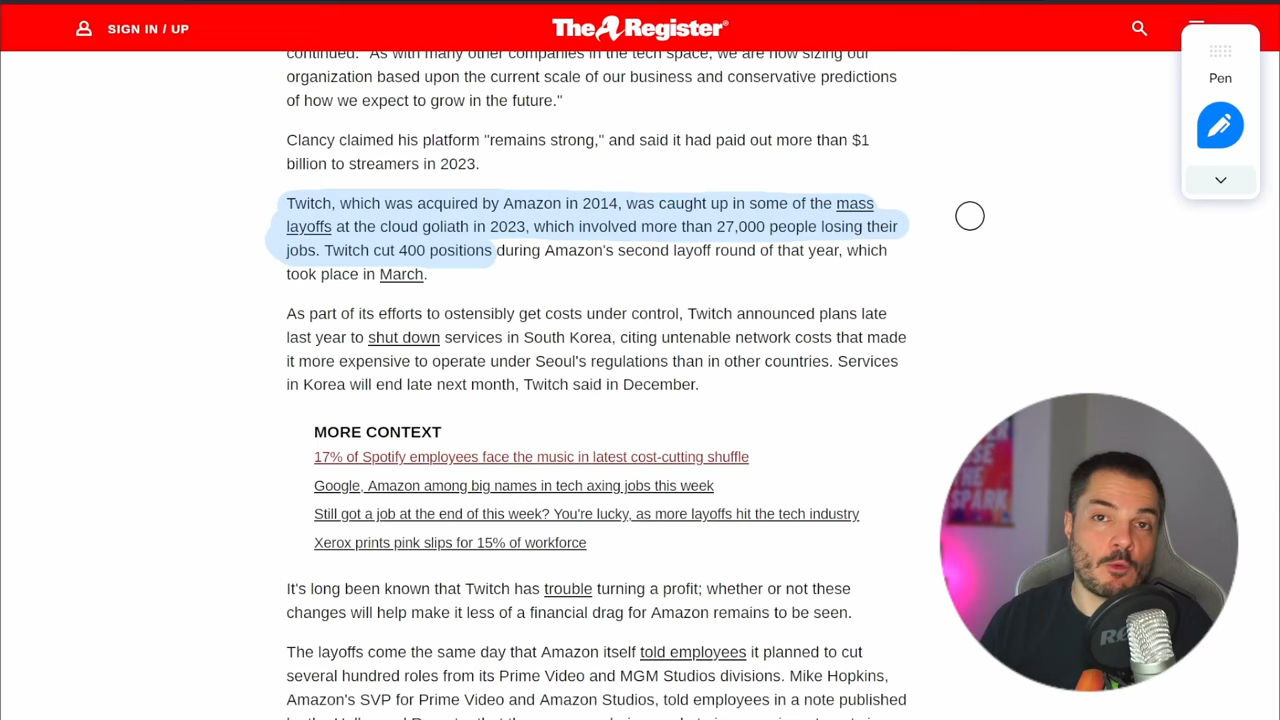 SIGN IN / UP
The Register®
Pen
continued. "As with many other companies in the tech space, we are now sizing our
organization based upon the current scale of our business and conservative predictions
of how we expect to grow in the future."
Clancy claimed his platform "remains strong," and said it had paid out more than $1
billion to streamers in 2023.
Twitch, which was acquired by Amazon in 2014, was caught up in some of the mass
layoffs at the cloud goliath in 2023, which involved more than 27,000 people losing their
jobs. Twitch cut 400 positions during Amazon's second layoff round of that year, which
took place in March.
As part of its efforts to ostensibly get costs under control, Twitch announced plans late
last year to shut down services in South Korea, citing untenable network costs that made
it more expensive to operate under Seoul's regulations than in other countries. Services
in Korea will end late next month, Twitch said in December.
MORE CONTEXT
17% of Spotify employees face the music in latest cost-cutting shuffle
Google, Amazon among big names in tech axing jobs this week
Still got a job at the end of this week? You're lucky, as more layoffs hit the tech industry
Xerox prints pink slips for 15% of workforce
It's long been known that Twitch has trouble turning a profit; whether or not these
changes will help make it less of a financial drag for Amazon remains to be seen.
The layoffs come the same day that Amazon itself told employees it planned to cut
several hundred roles from its Prime Video and MGM Studios divisions. Mike Hopkins,
Amazon's SVP for Prime Video and Amazon Studios, told employees in a note published
THE
SPARK